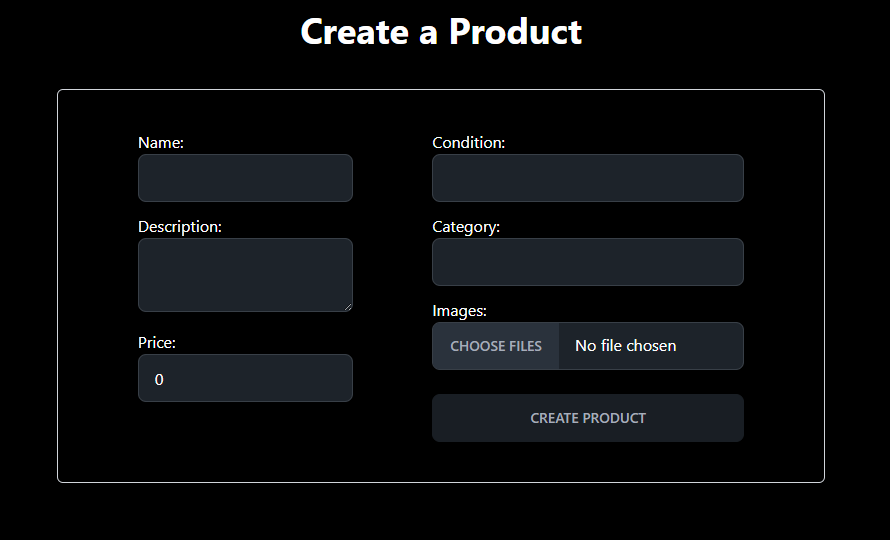 Create a Product
Name:
Description:
Price:
0
Condition:
Category:
Images:
CHOOSE FILES No file chosen
CREATE PRODUCT